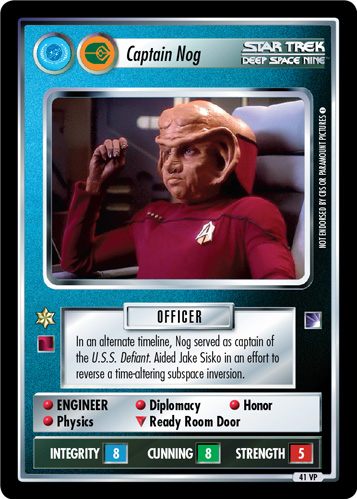 Captain Nog
STAR TREK
DEEP SPACE NINE
NOT ENDORSED BY CBS OR PARAMOUNT PICTURES
OFFICER
In an alternate timeline, Nog served as captain of
the U.S.S. Defiant. Aided Jake Sisko in an effort to
reverse a time-altering subspace inversion.
ENGINEER
Diplomacy
Honor
Physics
Ready Room Door
INTEGRITY 8 CUNNING 8 STRENGTH 5
41 VP